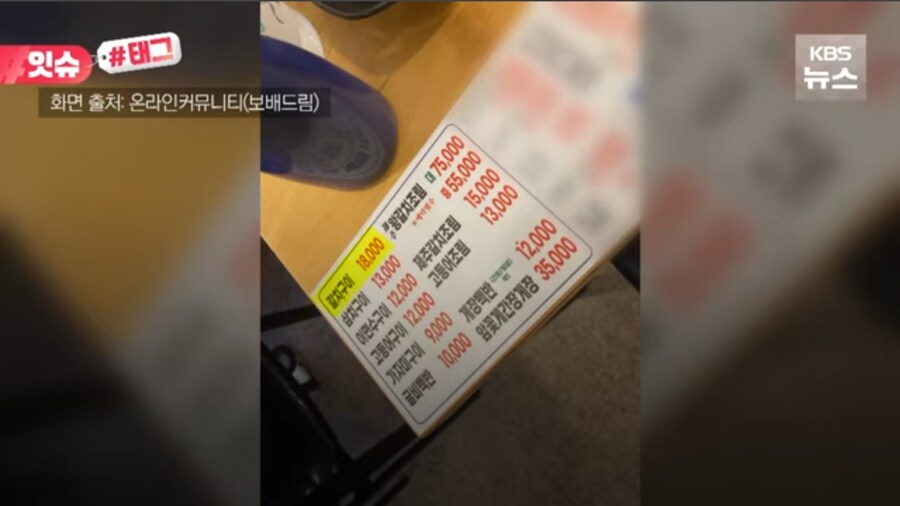 #잇슈
#태그
KBS
뉴스
화면 출처: 온라인커뮤니티(보배드림)
갈치구이 18,000
삼치구이 13,000
이면수구이 12,000
고등어구이 12,000
가자미구이 9,000
굴비백반 10,000
제주 왕갈치조림 대 75,000
중 55,000
제주갈치조림 15,000
고등어조림 13,000
게장백반 12,000
암꽃게간장게장 35,000